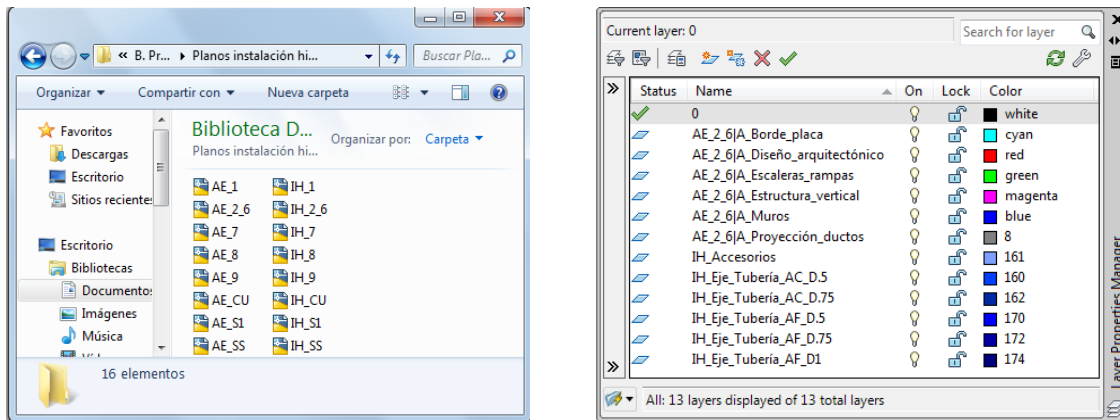 « B. Pr... ▸ Planos instalación hi...
Buscar Pla...
Organizar
Compartir con
Nueva carpeta
Favoritos
Descargas
Escritorio
Sitios recientes
Escritorio
Bibliotecas
Documentos
Imágenes
Música
Biblioteca D...
Planos instalación hi...
Organizar por: Carpeta
AE_1 IH_1
AE_2_6 IH_2_6
AE_7 IH_7
AE_8 IH_8
AE_9 IH_9
AE_CU IH_CU
AE_S1 IH_S1
AE_SS IH_SS
16 elementos
Current layer: 0
Search for layer
Status Name On Lock Color
0 white
AE_2_6|A_Borde_placa cyan
AE_2_6|A_Diseño_arquitectónico red
AE_2_6|A_Escaleras_rampas green
AE_2_6|A_Estructura_vertical magenta
AE_2_6|A_Muros blue
AE_2_6|A_Proyección_ductos 8
IH_Accesorios 161
IH_Eje_Tubería_AC_D.5 160
IH_Eje_Tubería_AC_D.75 162
IH_Eje_Tubería_AF_D.5 170
IH_Eje_Tubería_AF_D.75 172
IH_Eje_Tubería_AF_D1 174
All: 13 layers displayed of 13 total layers
Layer Properties Manager